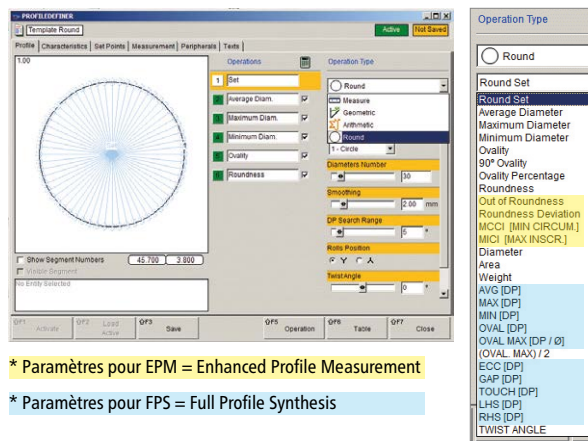 PROFILEDEFINER
Template Round
Active
Not Saved
Profile
Characteristics
Set Points
Measurement
Peripherals
Texts
1.00
Operations
Operation Type
1 Set
2 Average Diam.
3 Maximum Diam.
4 Minimum Diam.
5 Ovality
6 Roundness
Round
Measure
Geometric
Arithmetic
Round
1 - Circle
Diameters Number
30
Smoothing
2.00 mm
DP Search Range
5 °
Rolls Position
Y
Twist Angle
0 °
Show Segment Numbers
45.700
3.800
Visible Segment
No Entity Selected
F1 Activate
F2 Load Active
F3 Save
F5 Operation
F6 Table
F7 Close
Operation Type
Round
Round Set
Round Set
Average Diameter
Maximum Diameter
Minimum Diameter
Ovality
90° Ovality
Ovality Percentage
Roundness
Out of Roundness
Roundness Deviation
MCCI [MIN CIRCUM.]
MICI [MAX INSCR.]
Diameter
Area
Weight
AVG [DP]
MAX [DP]
MIN [DP]
OVAL [DP]
OVAL MAX [DP / Ø]
(OVAL. MAX) / 2
ECC [DP]
GAP [DP]
TOUCH [DP]
LHS [DP]
RHS [DP]
TWIST ANGLE
* Paramètres pour EPM = Enhanced Profile Measurement
* Paramètres pour FPS = Full Profile Synthesis